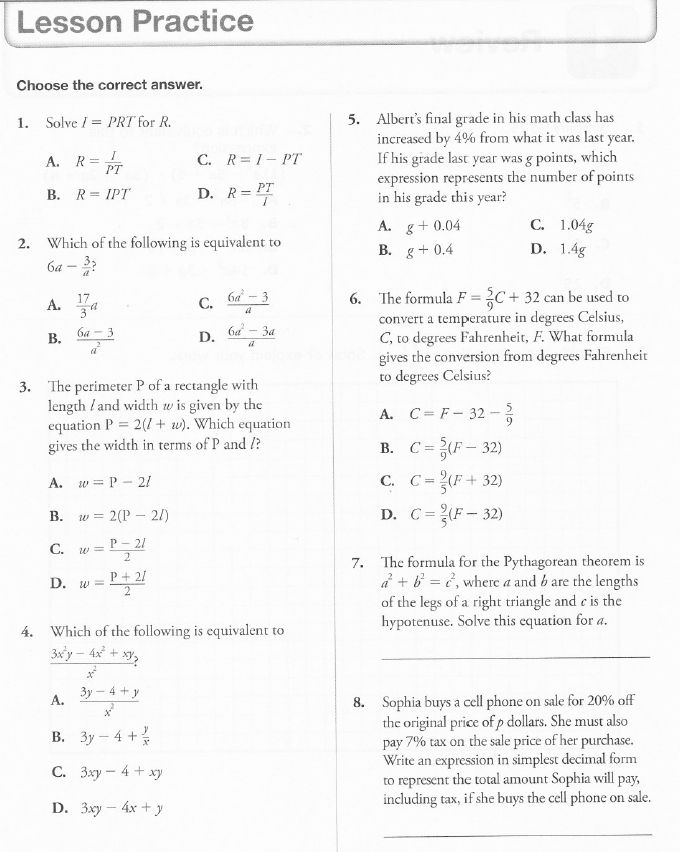 Lesson Practice
Choose the correct answer.
1. Solve I = PRT for R.
A. R = I/PT
C. R = I − PT
B. R = IPT
D. R = PT/I
2. Which of the following is equivalent to
6a − 3/a?
A. 17/3 a
C. (6a² − 3)/a
B. (6a − 3)/a²
D. (6a² − 3a)/a
3. The perimeter P of a rectangle with
length l and width w is given by the
equation P = 2(l + w). Which equation
gives the width in terms of P and l?
A. w = P − 2l
B. w = 2(P − 2l)
C. w = (P − 2l)/2
D. w = (P + 2l)/2
4. Which of the following is equivalent to
(3x²y − 4x² + xy)/x²?
A. (3y − 4 + y)/x²
B. 3y − 4 + y/x
C. 3xy − 4 + xy
D. 3xy − 4x + y
5. Albert's final grade in his math class has
increased by 4% from what it was last year.
If his grade last year was g points, which
expression represents the number of points
in his grade this year?
A. g + 0.04
C. 1.04g
B. g + 0.4
D. 1.4g
6. The formula F = 5/9 C + 32 can be used to
convert a temperature in degrees Celsius,
C, to degrees Fahrenheit, F. What formula
gives the conversion from degrees Fahrenheit
to degrees Celsius?
A. C = F − 32 − 5/9
B. C = 5/9(F − 32)
C. C = 9/5(F + 32)
D. C = 9/5(F − 32)
7. The formula for the Pythagorean theorem is
a² + b² = c², where a and b are the lengths
of the legs of a right triangle and c is the
hypotenuse. Solve this equation for a.
8. Sophia buys a cell phone on sale for 20% off
the original price of p dollars. She must also
pay 7% tax on the sale price of her purchase.
Write an expression in simplest decimal form
to represent the total amount Sophia will pay,
including tax, if she buys the cell phone on sale.